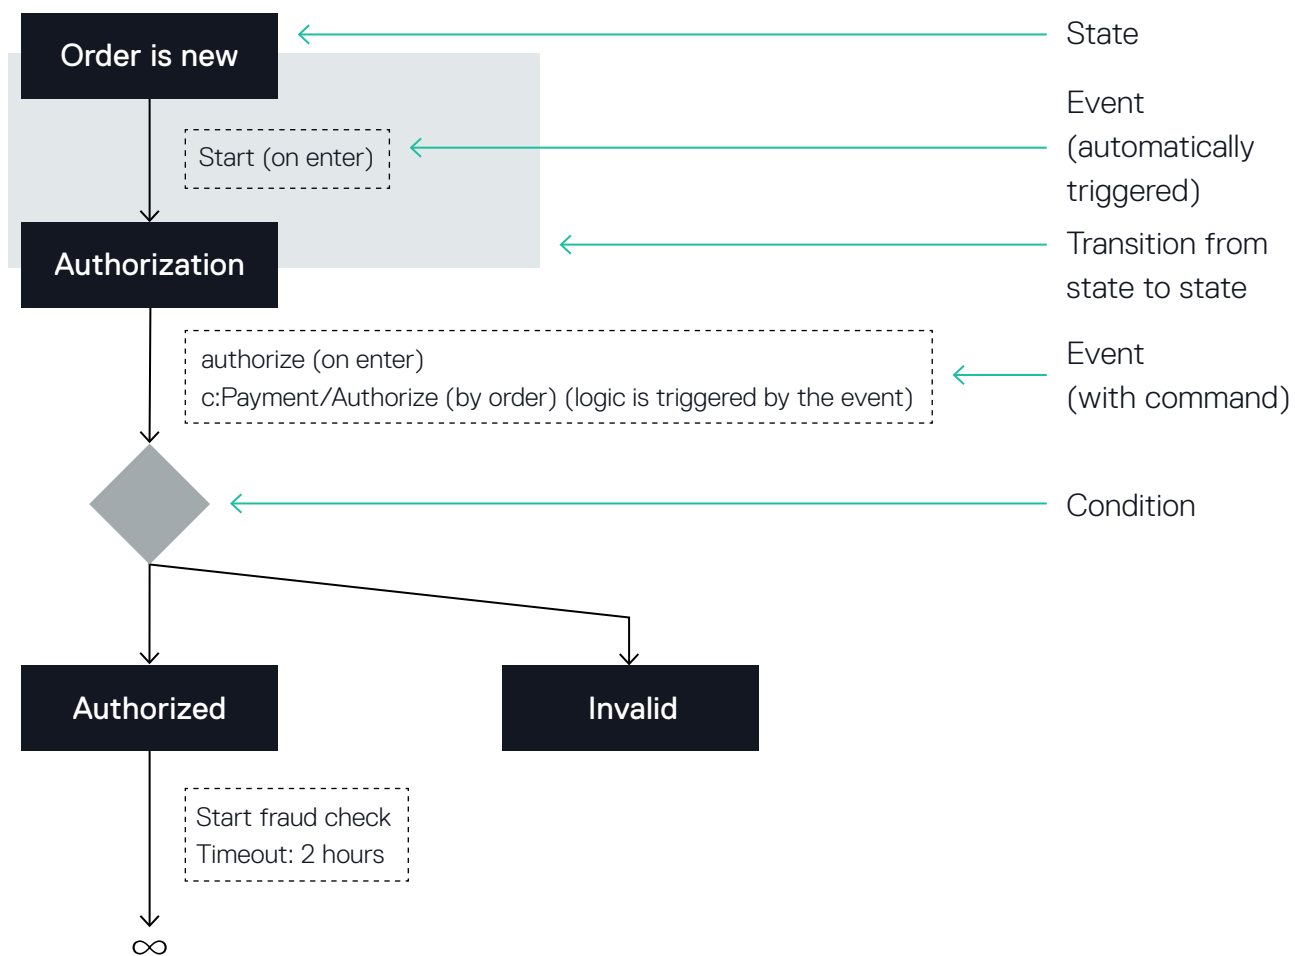 Order is new
State
Event
(automatically
triggered)
Start (on enter)
Authorization
Transition from
state to state
authorize (on enter)
c:Payment/Authorize (by order) (logic is triggered by the event)
Event
(with command)
Condition
Authorized
Invalid
Start fraud check
Timeout: 2 hours
∞